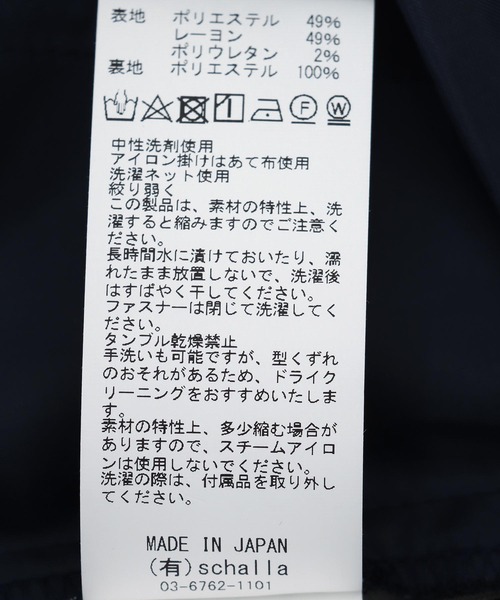 表地 ポリエステル 49%
レーヨン 49%
ポリウレタン 2%
裏地 ポリエステル 100%
中性洗剤使用
アイロン掛けはあて布使用
洗濯ネット使用
絞り弱く
この製品は、素材の特性上、洗
濯すると縮みますのでご注意く
ださい。
長時間水に漬けておいたり、濡
れたまま放置しないで、洗濯後
はすばやく干してください。
ファスナーは閉じて洗濯してく
ださい。
タンブル乾燥禁止
手洗いも可能ですが、型くずれ
のおそれがあるため、ドライク
リーニングをおすすめいたしま
す。
素材の特性上、多少縮む場合が
ありますので、スチームアイロ
ンは使用しないでください。
洗濯の際は、付属品を取り外し
てください。
MADE IN JAPAN
(有)schalla
03-6762-1101